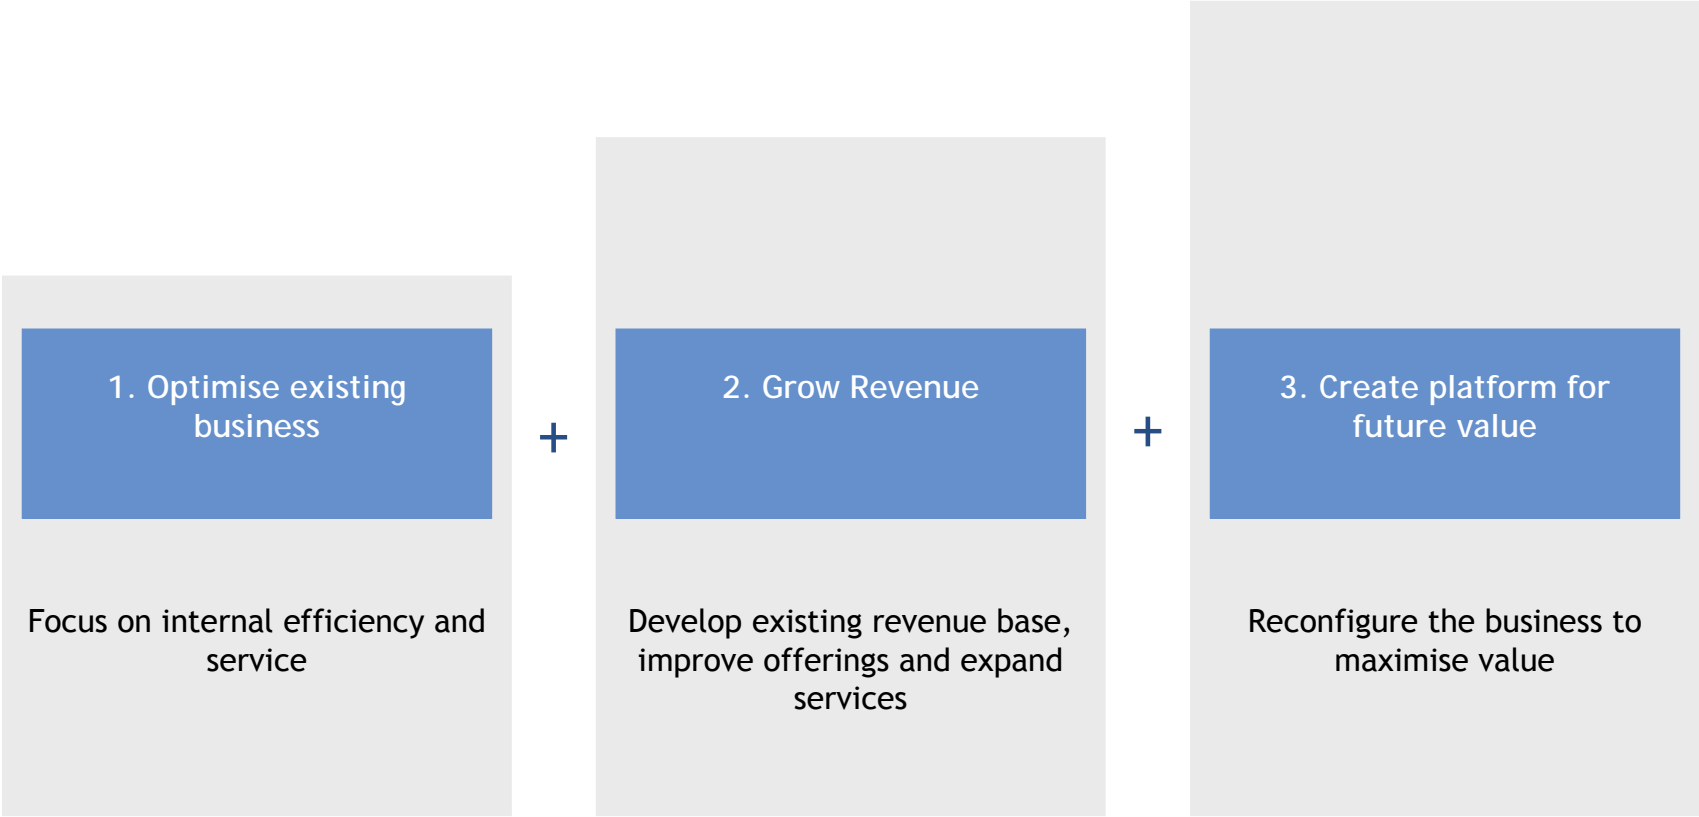 1. Optimise existing
business
Focus on internal efficiency and
service
+
2. Grow Revenue
Develop existing revenue base,
improve offerings and expand
services
+
3. Create platform for
future value
Reconfigure the business to
maximise value